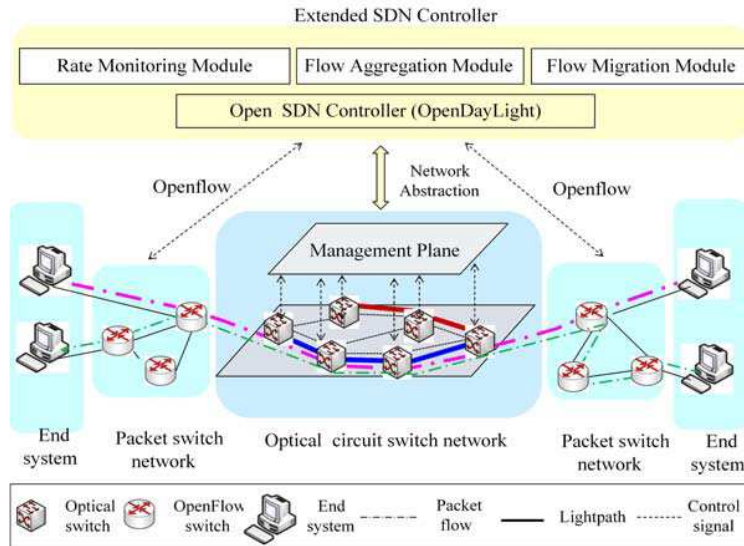 Extended SDN Controller
Rate Monitoring Module
Flow Aggregation Module
Flow Migration Module
Open SDN Controller (OpenDayLight)
Openflow
Network
Abstraction
Openflow
Management Plane
End
system
Packet switch
network
Optical circuit switch network
Packet switch
network
End
system
Optical
switch
OpenFlow
switch
End
system
Packet
flow
Lightpath
Control
signal